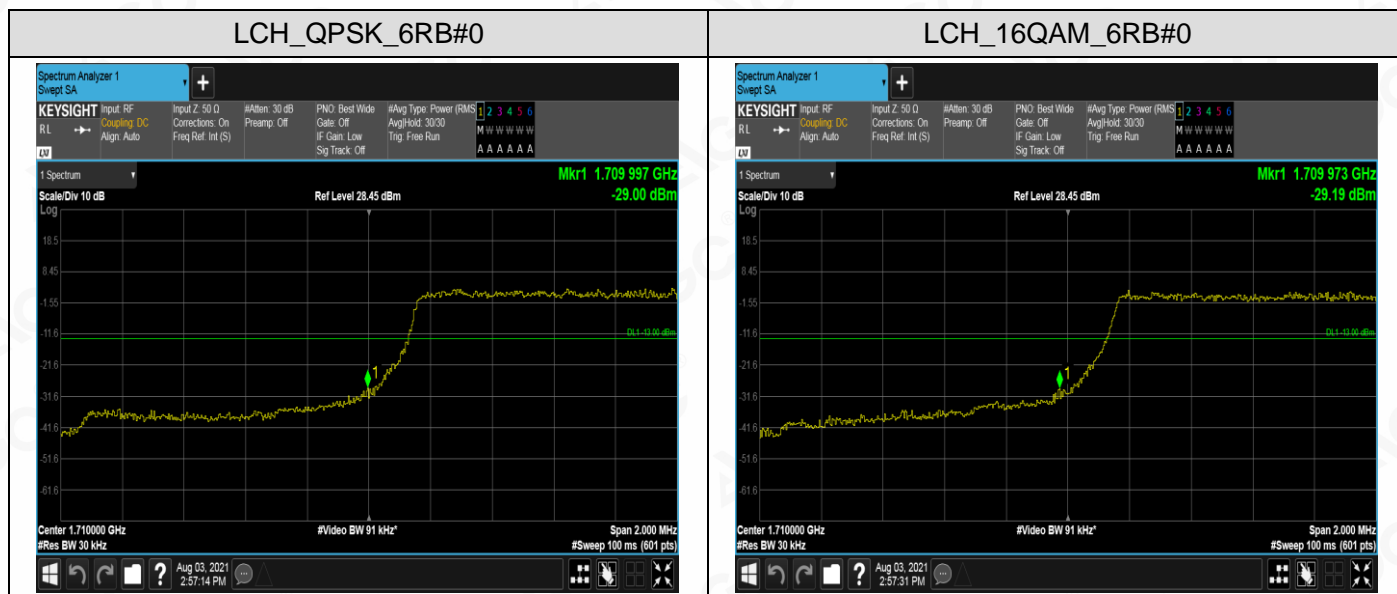 LCH_QPSK_6RB#0
Spectrum Analyzer 1
Swept SA
+
KEYSIGHT
RL
LXI
Input: RF
Coupling: DC
Align: Auto
Input Z: 50 Ω
Corrections: On
Freq Ref: Int (S)
#Atten: 30 dB
Preamp: Off
PNO: Best Wide
Gate: Off
IF Gain: Low
Sig Track: Off
#Avg Type: Power (RMS
Avg|Hold: 30/30
Trig: Free Run
1 2 3 4 5 6
M W W W W W
A A A A A A
1 Spectrum
Mkr1 1.709 997 GHz
Scale/Div 10 dB
Ref Level 28.45 dBm
-29.00 dBm
Log
18.5
8.45
-1.55
-11.6
DL1 -13.00 dBm
-21.6
1
-31.6
-41.6
-51.6
-61.6
Center 1.710000 GHz
#Video BW 91 kHz*
Span 2.000 MHz
#Res BW 30 kHz
#Sweep 100 ms (601 pts)
?
Aug 03, 2021
2:57:14 PM
LCH_16QAM_6RB#0
Spectrum Analyzer 1
Swept SA
+
KEYSIGHT
RL
LXI
Input: RF
Coupling: DC
Align: Auto
Input Z: 50 Ω
Corrections: On
Freq Ref: Int (S)
#Atten: 30 dB
Preamp: Off
PNO: Best Wide
Gate: Off
IF Gain: Low
Sig Track: Off
#Avg Type: Power (RMS
Avg|Hold: 30/30
Trig: Free Run
1 2 3 4 5 6
M W W W W W
A A A A A A
1 Spectrum
Mkr1 1.709 973 GHz
Scale/Div 10 dB
Ref Level 28.45 dBm
-29.19 dBm
Log
18.5
8.45
-1.55
-11.6
DL1 -13.00 dBm
-21.6
1
-31.6
-41.6
-51.6
-61.6
Center 1.710000 GHz
#Video BW 91 kHz*
Span 2.000 MHz
#Res BW 30 kHz
#Sweep 100 ms (601 pts)
?
Aug 03, 2021
2:57:31 PM